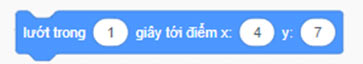 lướt trong 1 giây tới điểm x: 4 y: 7